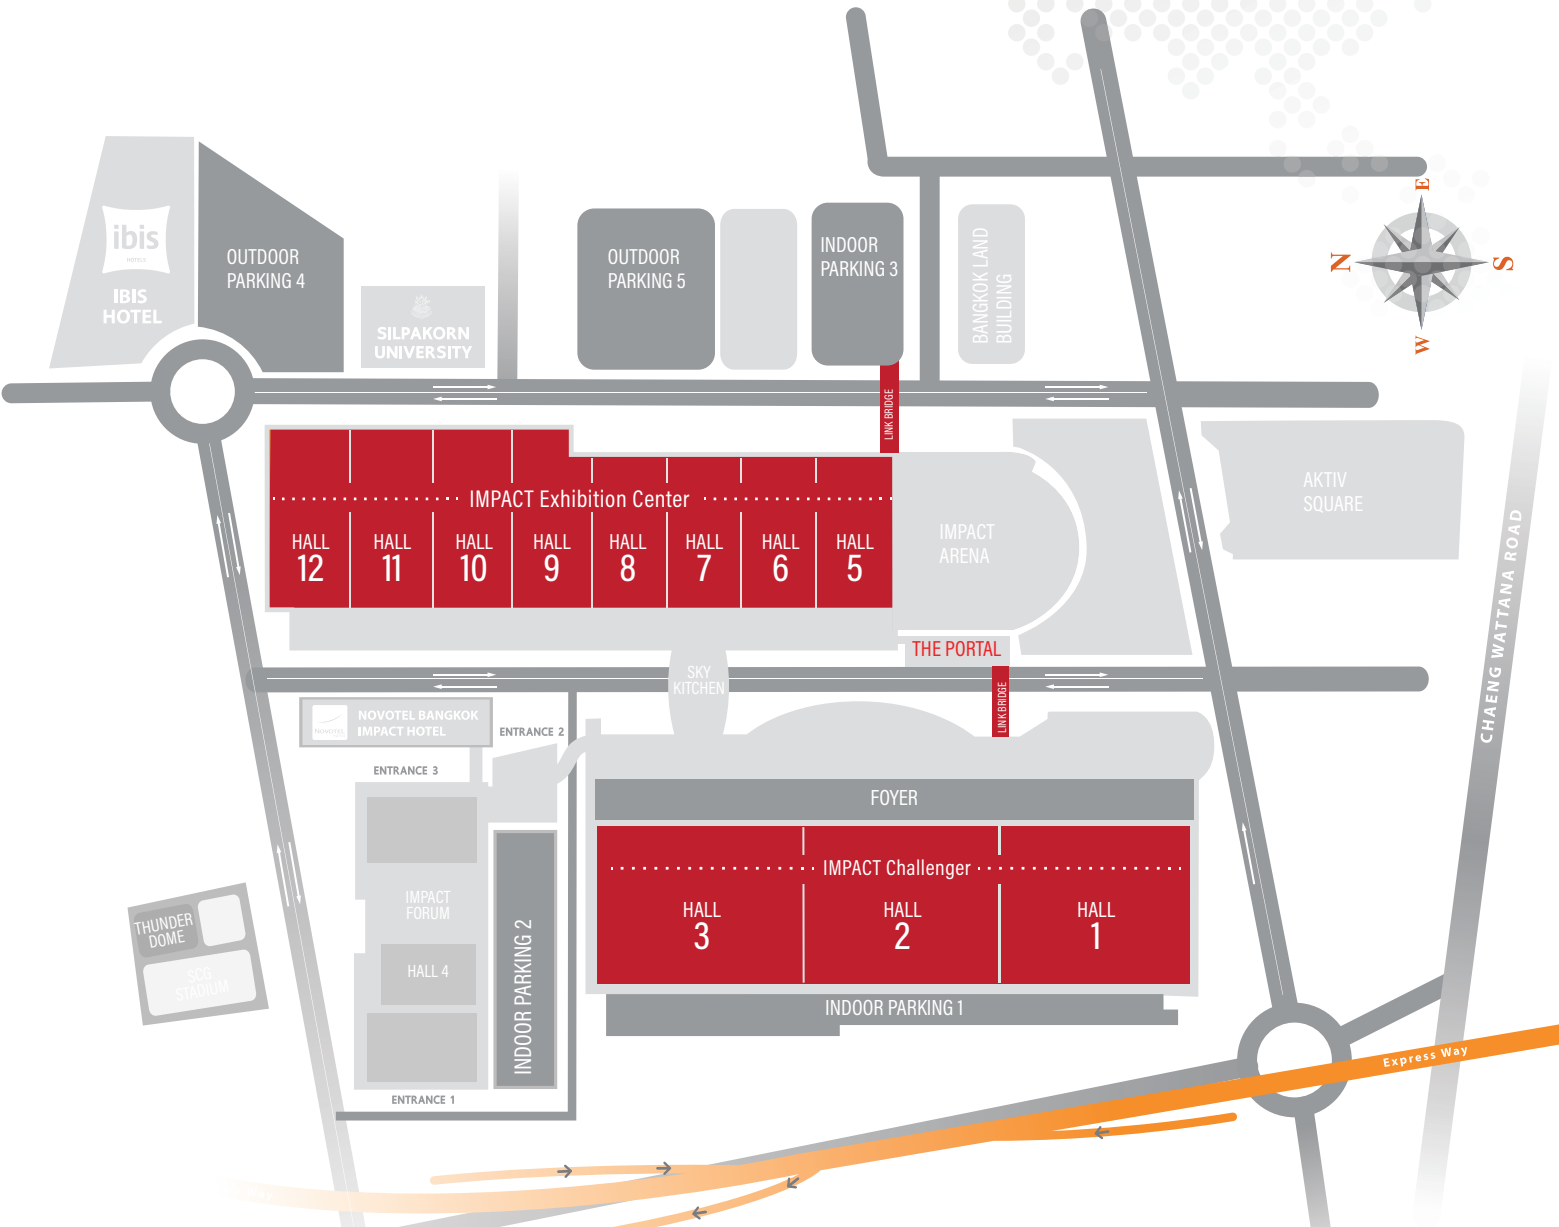 E
N
S
W
ibis
HOTELS
IBIS
HOTEL
OUTDOOR
PARKING 4
SILPAKORN
UNIVERSITY
OUTDOOR
PARKING 5
INDOOR
PARKING 3
BANGKOK LAND
BUILDING
LINK BRIDGE
IMPACT Exhibition Center
HALL
12
HALL
11
HALL
10
HALL
9
HALL
8
HALL
7
HALL
6
HALL
5
IMPACT
ARENA
AKTIV
SQUARE
CHAENG WATTANA ROAD
THE PORTAL
SKY
KITCHEN
LINK BRIDGE
NOVOTEL
NOVOTEL BANGKOK
IMPACT HOTEL
ENTRANCE 2
ENTRANCE 3
FOYER
IMPACT Challenger
HALL
3
HALL
2
HALL
1
IMPACT
FORUM
HALL 4
INDOOR PARKING 2
INDOOR PARKING 1
THUNDER
DOME
SCG
STADIUM
ENTRANCE 1
Express Way